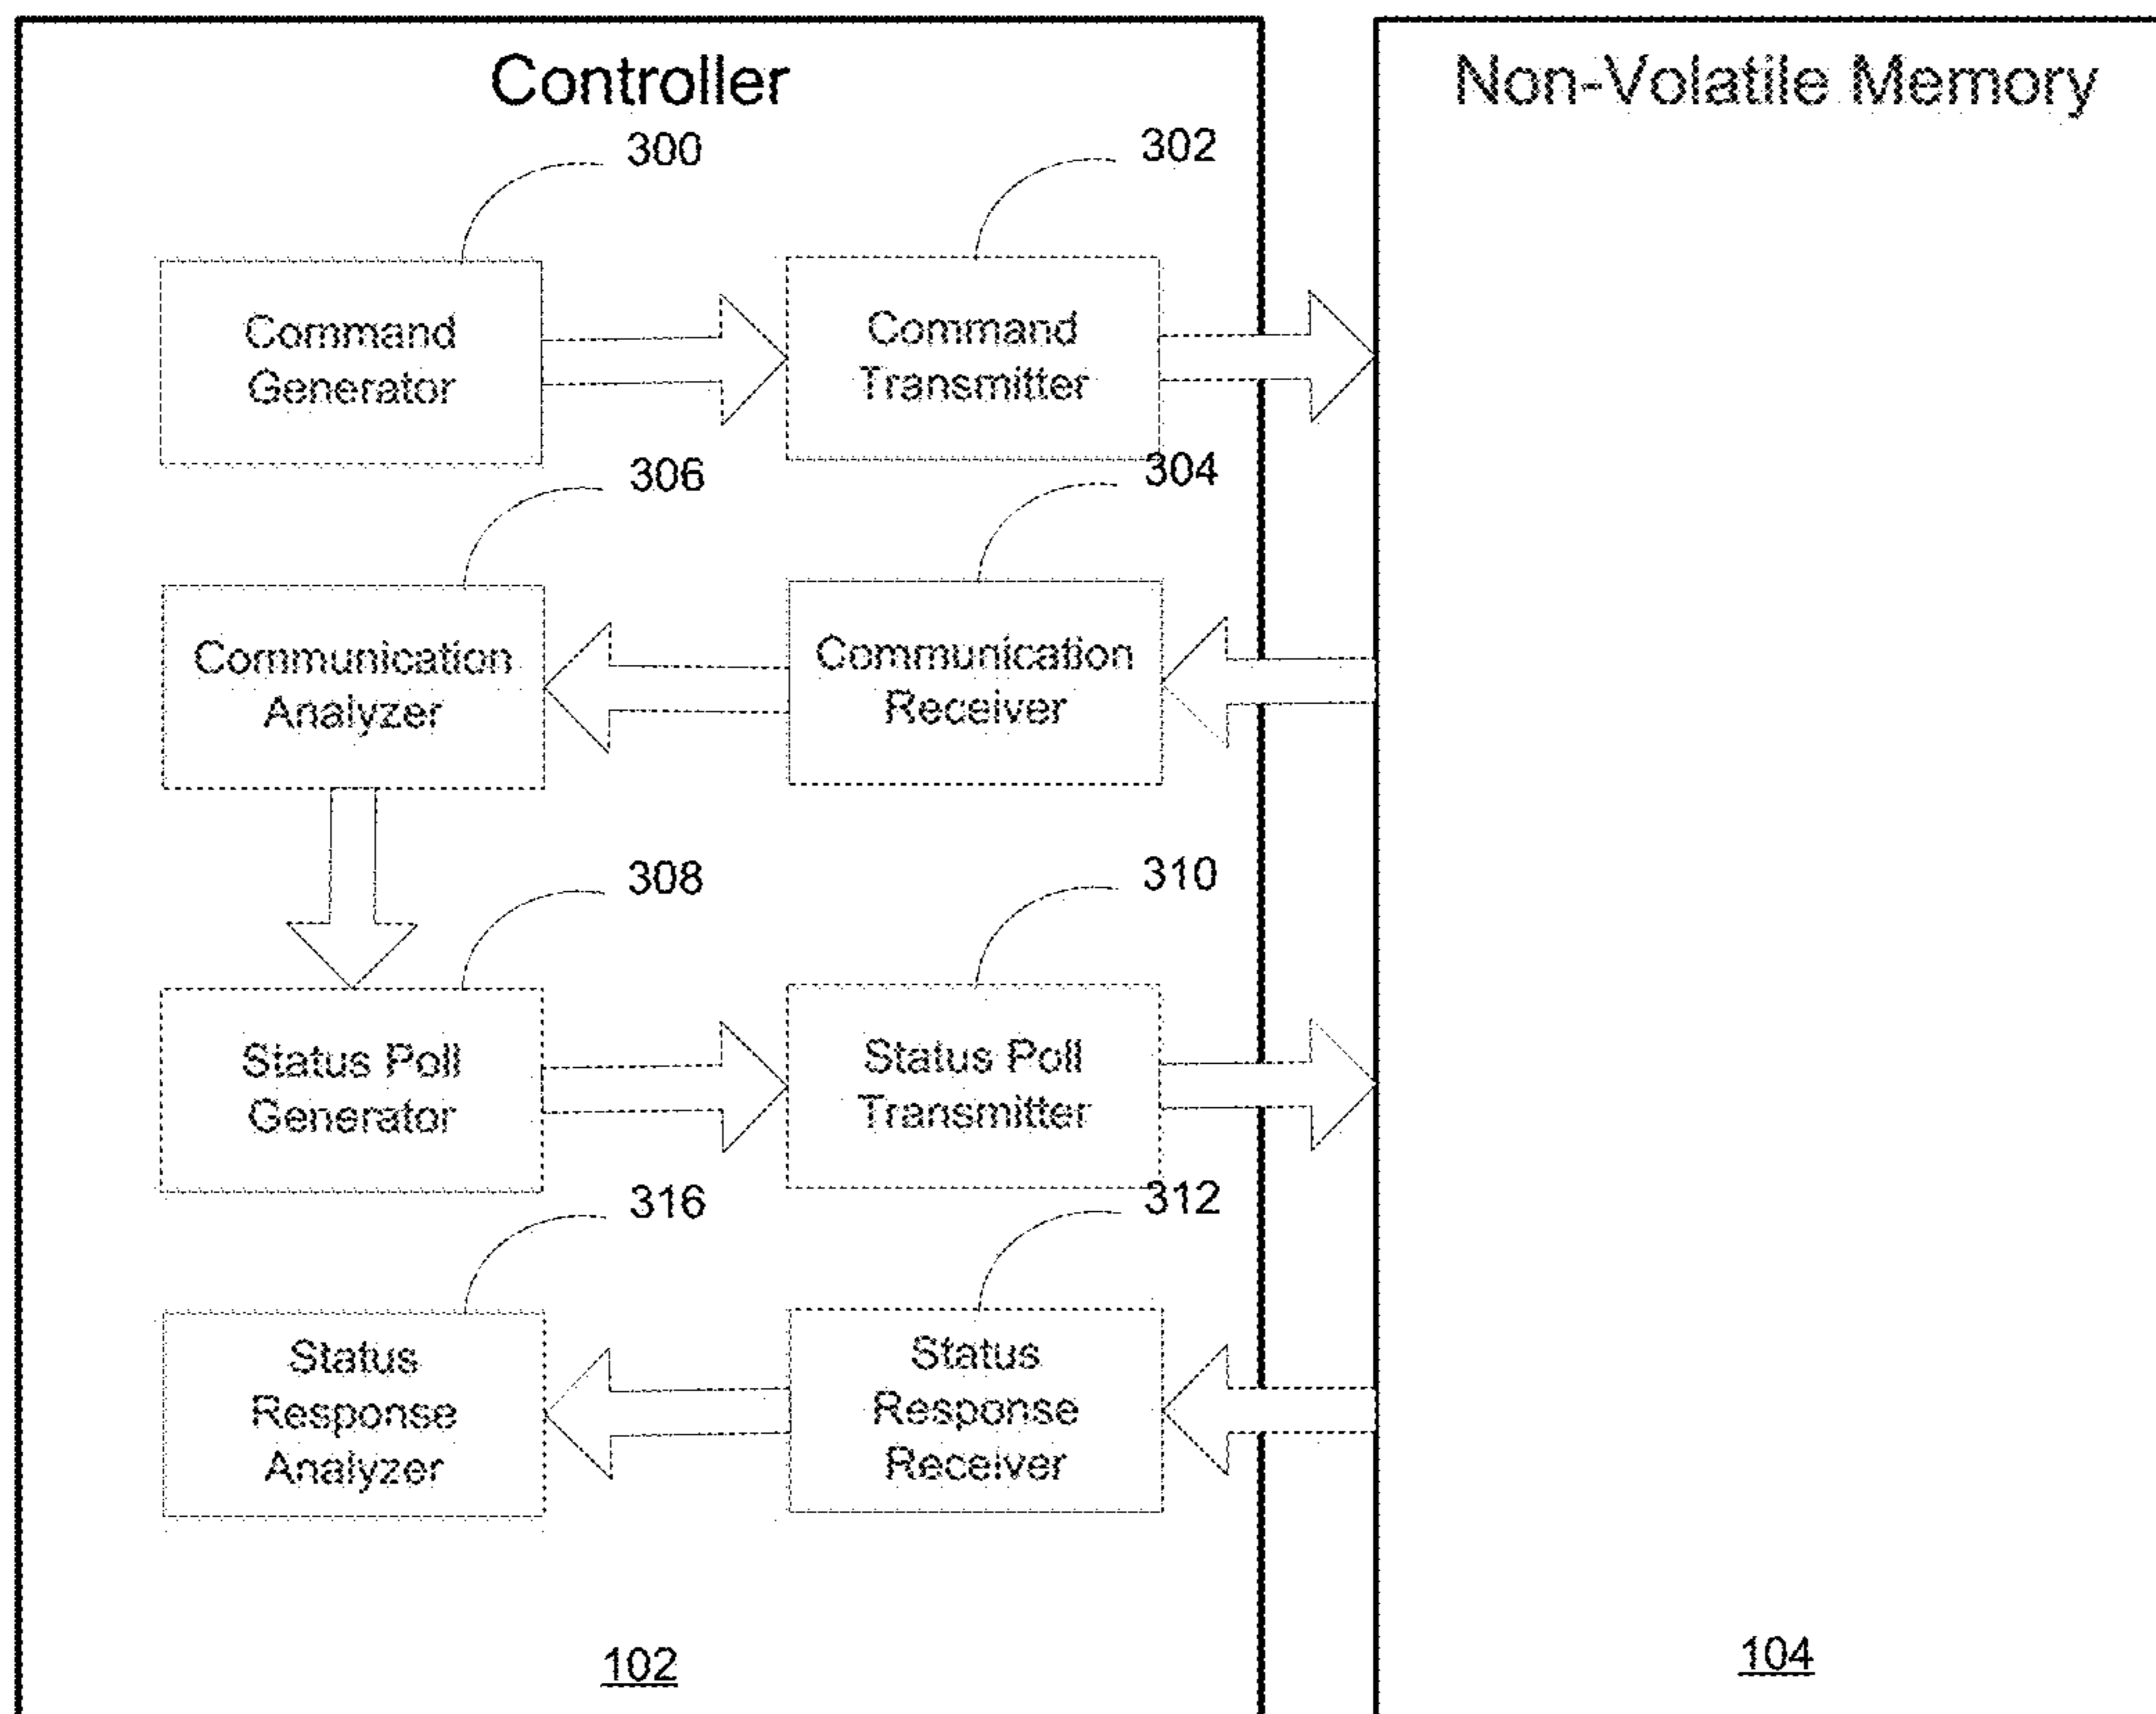 Controller
Non-Volatile Memory
300
302
Command
Generator
Command
Transmitter
306
304
Communication
Analyzer
Communication
Receiver
308
310
Status Poll
Generator
Status Poll
Transmitter
316
312
Status
Response
Analyzer
Status
Response
Receiver
102
104